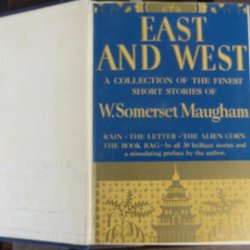 EAST
AND WEST
A COLLECTION OF THE FINEST
SHORT STORIES OF
W. Somerset Maugham
RAIN · THE LETTER · THE ALIEN CORN
THE BOOK BAG—In all 30 brilliant stories and
a stimulating preface by the author.